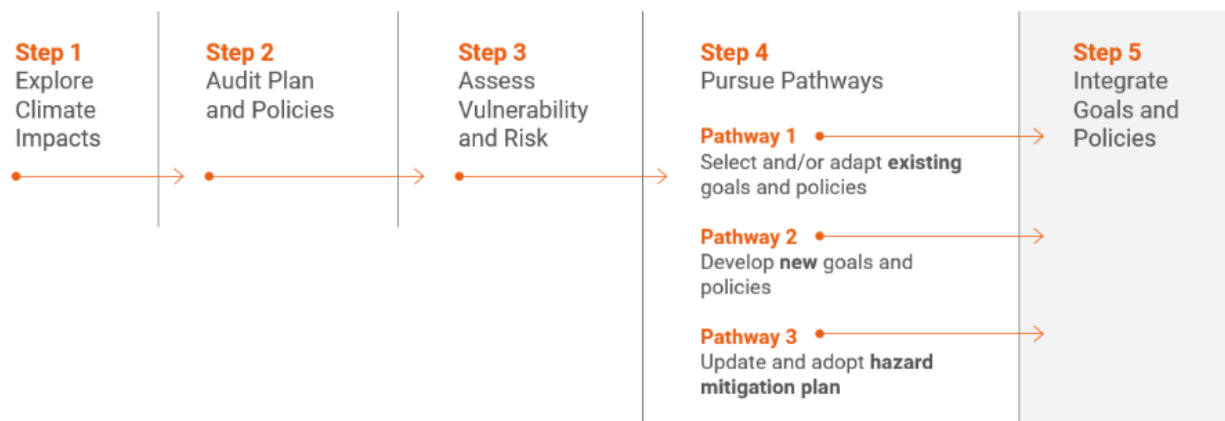 Step 1
Explore
Climate
Impacts
Step 2
Audit Plan
and Policies
Step 3
Assess
Vulnerability
and Risk
Step 4
Pursue Pathways
Pathway 1
Select and/or adapt existing
goals and policies
Pathway 2
Develop new goals and
policies
Pathway 3
Update and adopt hazard
mitigation plan
Step 5
Integrate
Goals and
Policies